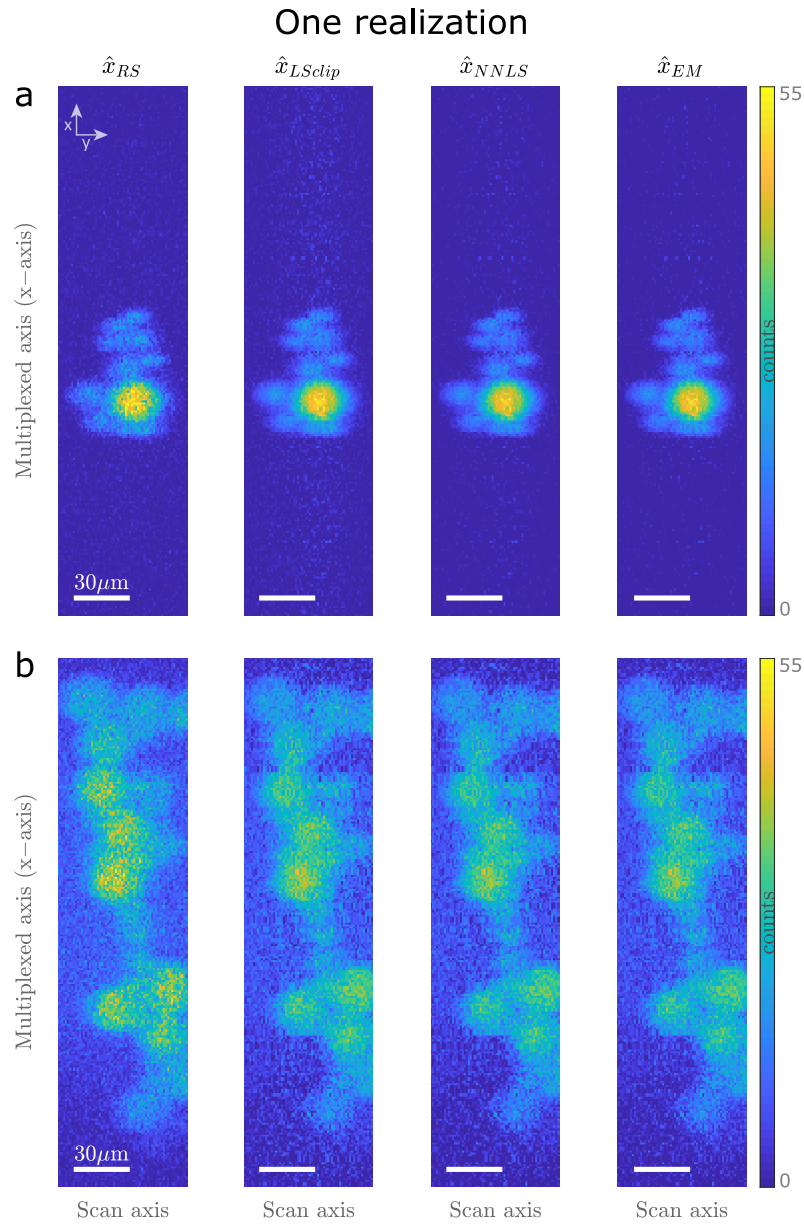 One realization
x̂_RS x̂_LSclip x̂_NNLS x̂_EM
a
x
y
Multiplexed axis (x−axis)
30μm
55
counts
0
b
Multiplexed axis (x−axis)
30μm
55
counts
0
Scan axis Scan axis Scan axis Scan axis